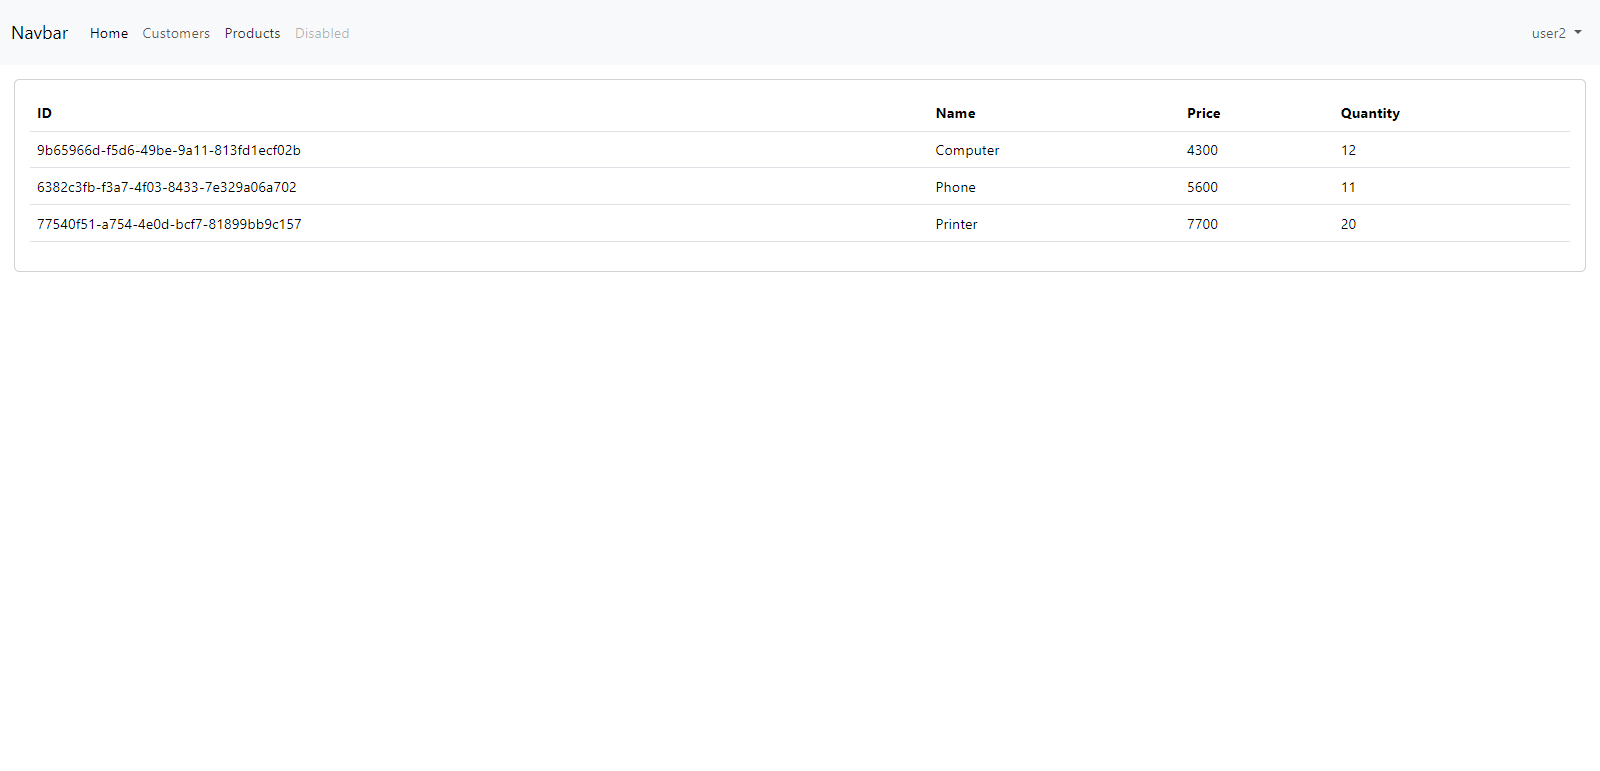 Navbar Home Customers Products Disabled user2
ID Name Price Quantity
9b65966d-f5d6-49be-9a11-813fd1ecf02b Computer 4300 12
6382c3fb-f3a7-4f03-8433-7e329a06a702 Phone 5600 11
77540f51-a754-4e0d-bcf7-81899bb9c157 Printer 7700 20